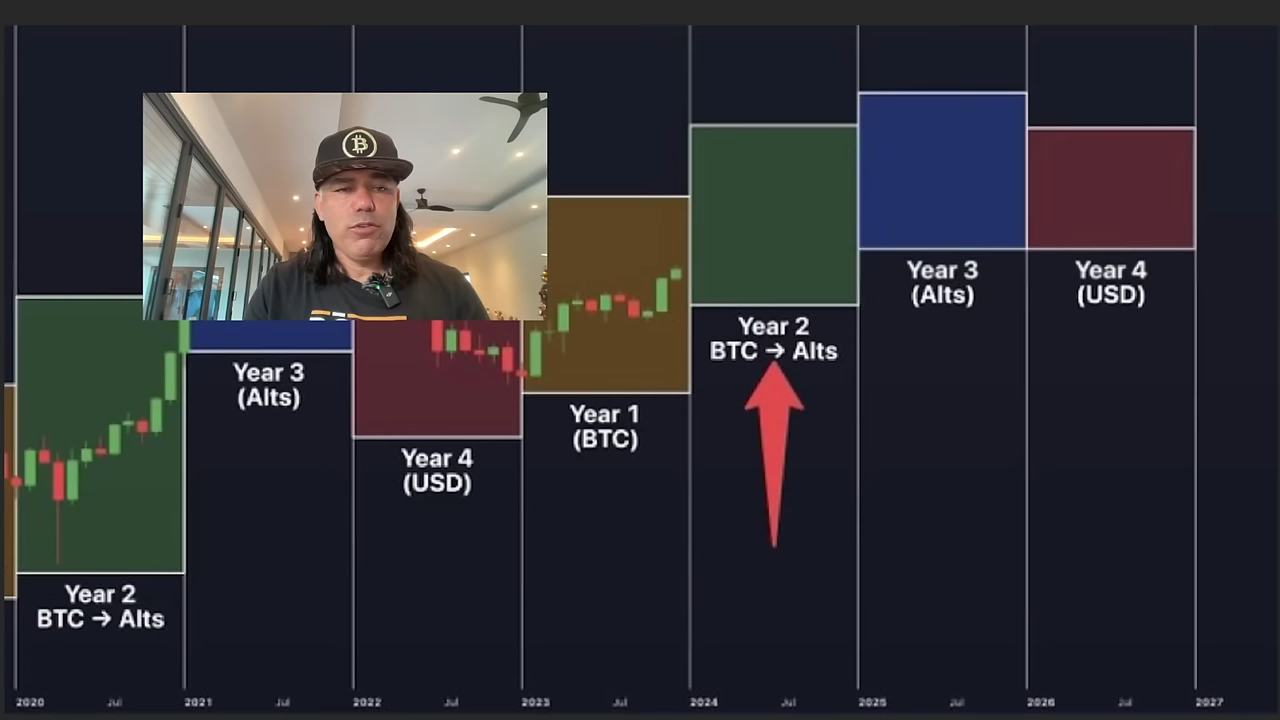 ₿
Year 2
BTC → Alts
Year 3
(Alts)
Year 4
(USD)
Year 1
(BTC)
Year 2
BTC → Alts
Year 3
(Alts)
Year 4
(USD)
2020 Jul 2021 Jul 2022 Jul 2023 Jul 2024 Jul 2025 Jul 2026 Jul 2027